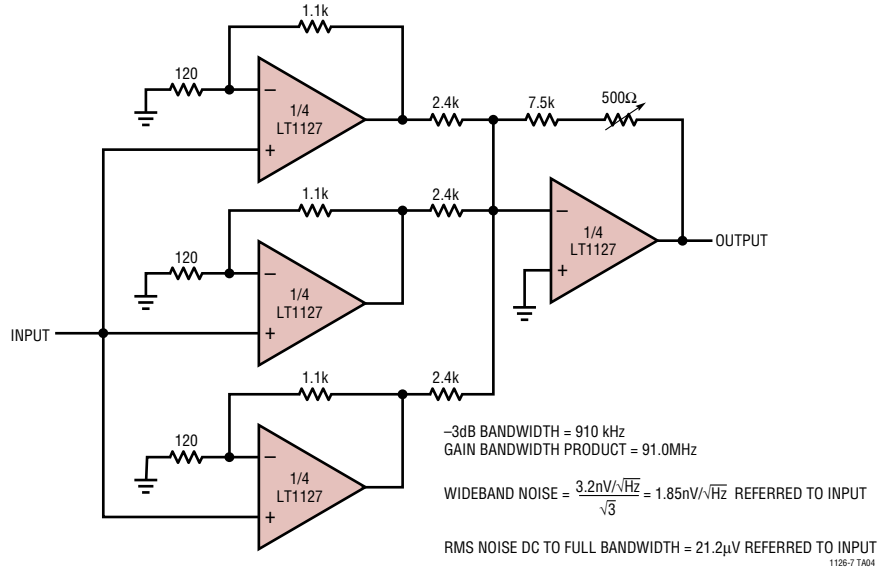 1.1k
120
–
1/4
LT1127
+
2.4k
7.5k
500Ω
1.1k
2.4k
120
–
1/4
LT1127
+
–
1/4
LT1127
+
OUTPUT
INPUT
1.1k
2.4k
120
–
1/4
LT1127
+
–3dB BANDWIDTH = 910 kHz
GAIN BANDWIDTH PRODUCT = 91.0MHz
WIDEBAND NOISE = 3.2nV/√Hz / √3 = 1.85nV/√Hz REFERRED TO INPUT
RMS NOISE DC TO FULL BANDWIDTH = 21.2µV REFERRED TO INPUT
1126-7 TA04